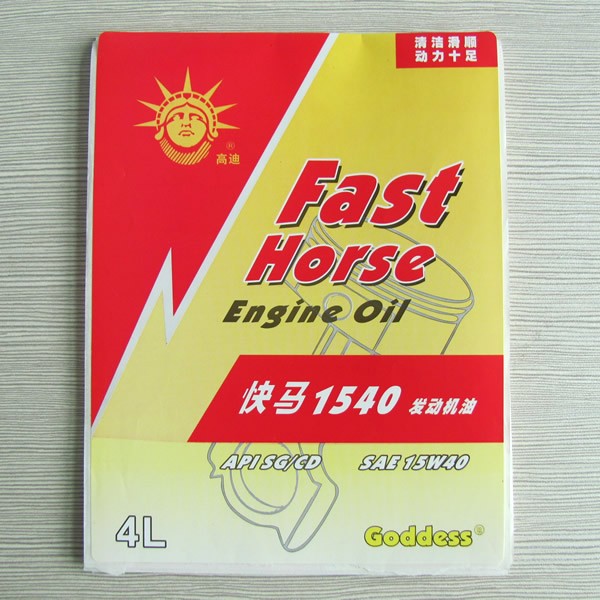 清洁滑顺
动力十足
®
高迪
Fast
Horse
Engine Oil
快马1540 发动机油
API SG/CD SAE 15W40
4L Goddess®